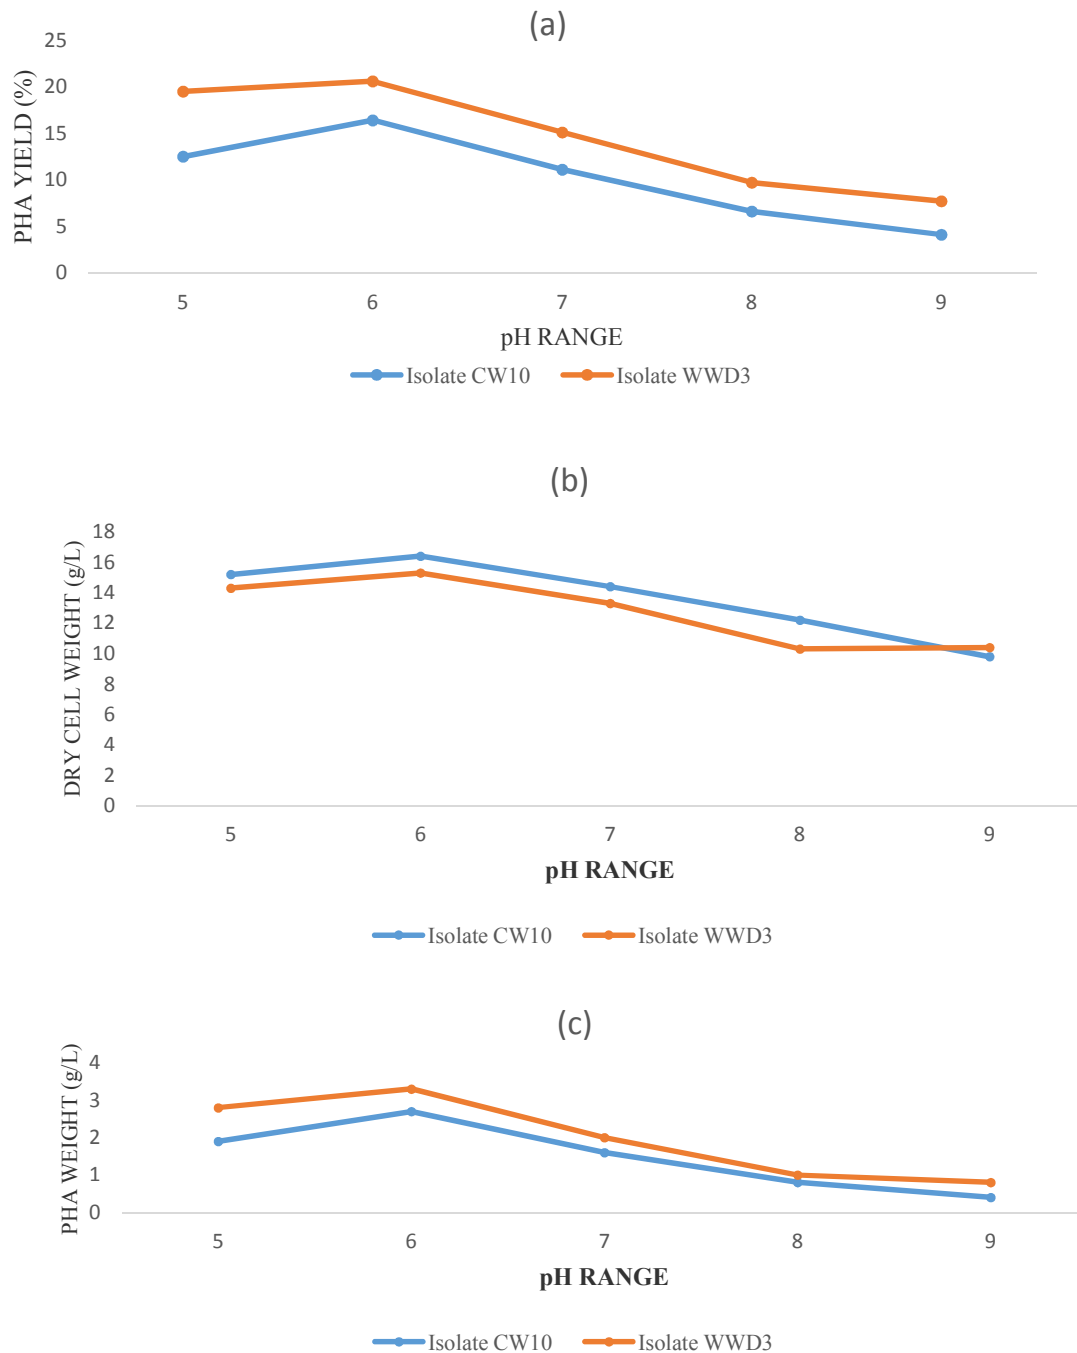 (a)
PHA YIELD (%)
25
20
15
10
5
0
5 6 7 8 9
pH RANGE
Isolate CW10 Isolate WWD3
(b)
DRY CELL WEIGHT (g/L)
18
16
14
12
10
8
6
4
2
0
5 6 7 8 9
pH RANGE
Isolate CW10 Isolate WWD3
(c)
PHA WEIGHT (g/L)
4
3
2
1
0
5 6 7 8 9
pH RANGE
Isolate CW10 Isolate WWD3